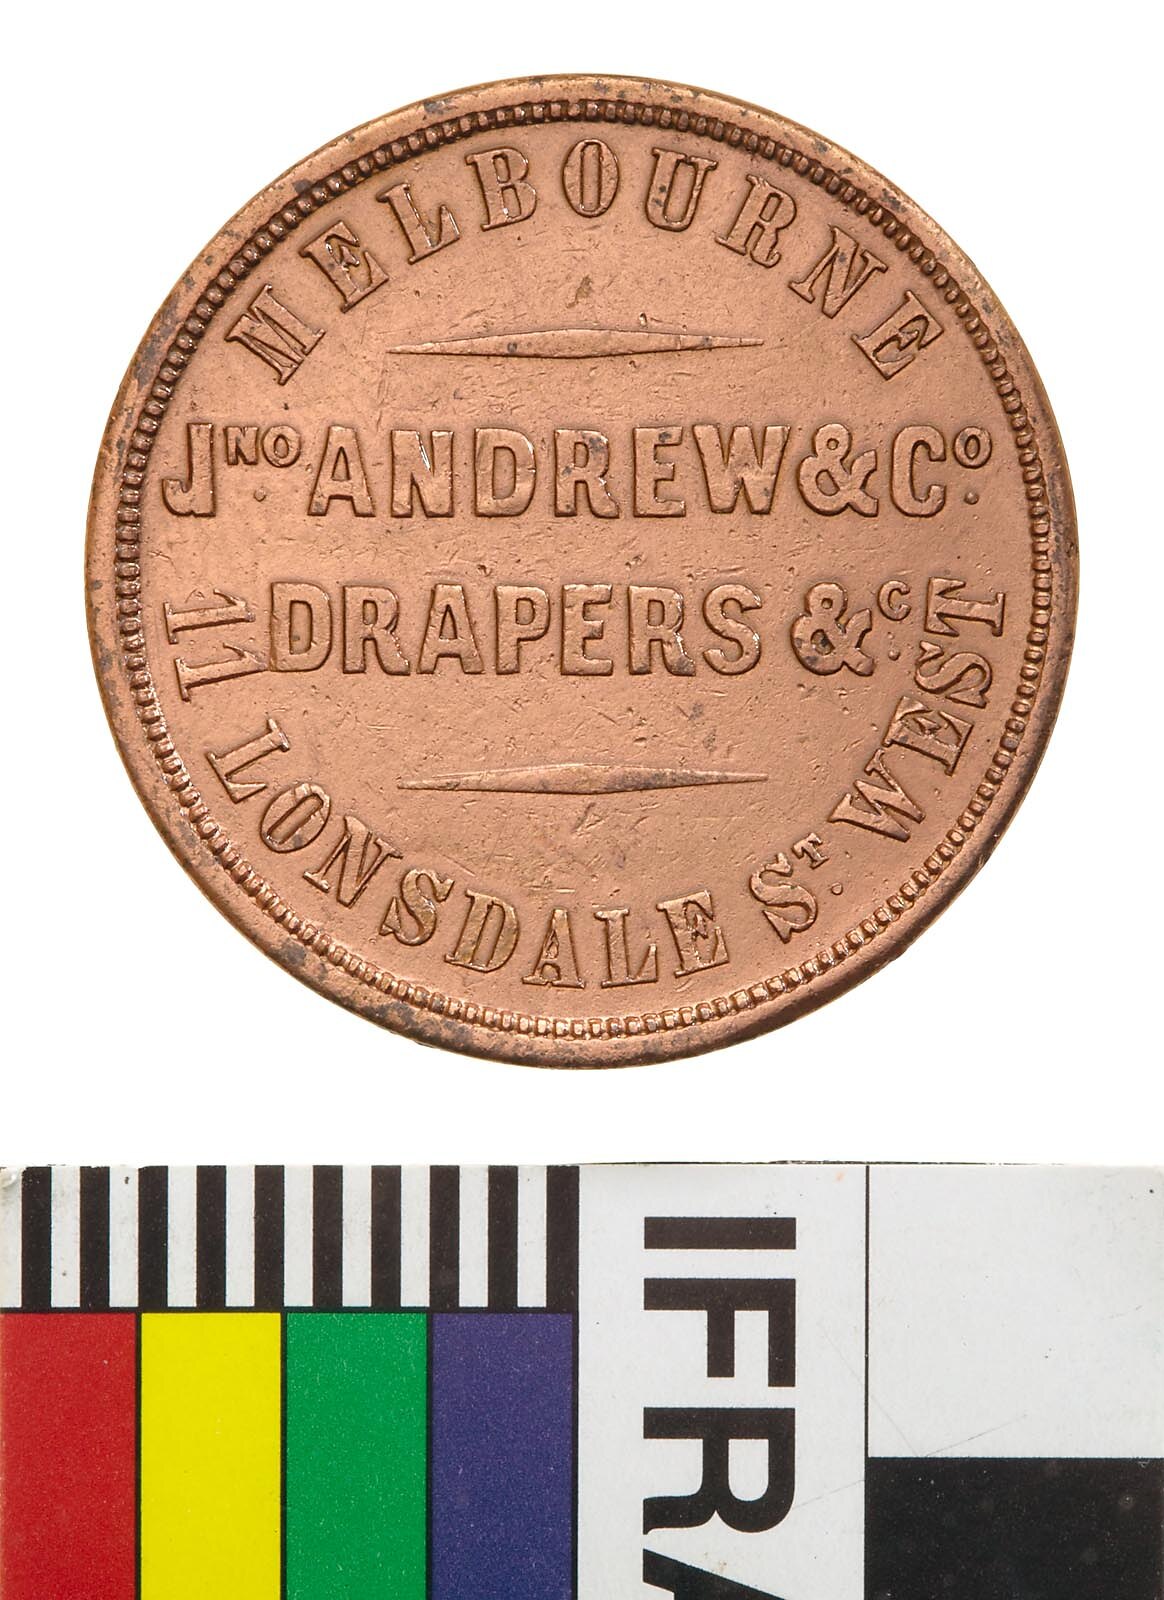 MELBOURNE
JNO. ANDREW & CO.
DRAPERS & C.
11 LONSDALE ST. WEST
IFRA